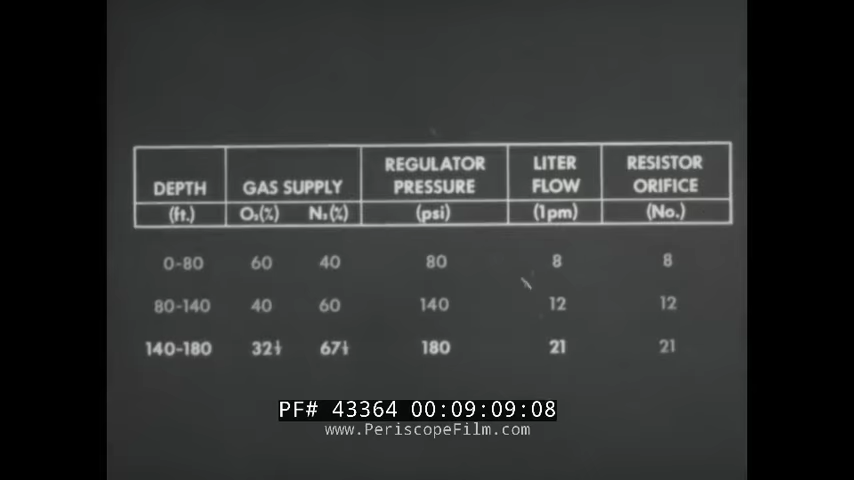 DEPTH GAS SUPPLY REGULATOR PRESSURE LITER FLOW RESISTOR ORIFICE
(ft.) O₂(%) N₂(%) (psi) (1pm) (No.)
0-80 60 40 80 8 8
80-140 40 60 140 12 12
140-180 32½ 67½ 180 21 21
PF# 43364 00:09:09:08
www.PeriscopeFilm.com